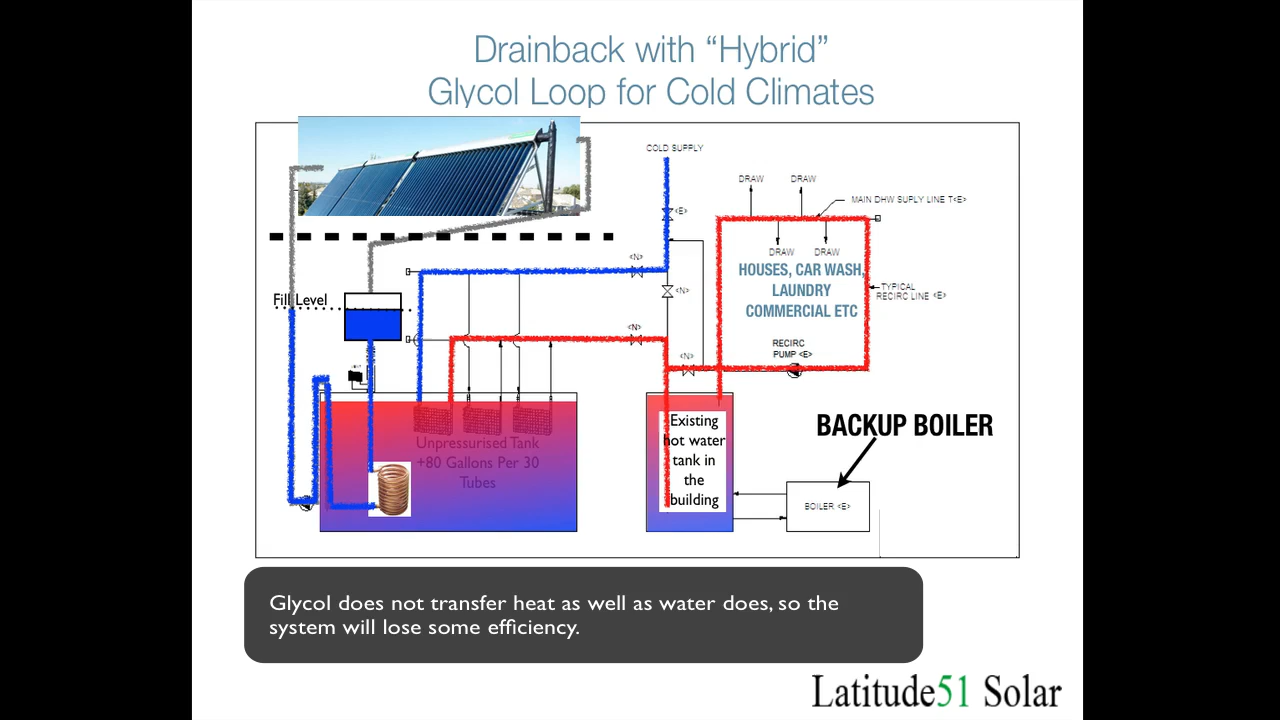 Drainback with “Hybrid”
Glycol Loop for Cold Climates
COLD SUPPLY
DRAW
DRAW
MAIN DHW SUPLY LINE T<E>
<E>
DRAW
DRAW
<N>
HOUSES, CAR WASH,
LAUNDRY
COMMERCIAL ETC
Fill Level
<N>
TYPICAL
RECIRC LINE <E>
<N>
RECIRC
PUMP <E>
<N>
Existing
hot water
tank in
the
building
BACKUP BOILER
Unpressurised Tank
+80 Gallons Per 30
Tubes
BOILER <E>
Glycol does not transfer heat as well as water does, so the
system will lose some efficiency.
Latitude51 Solar